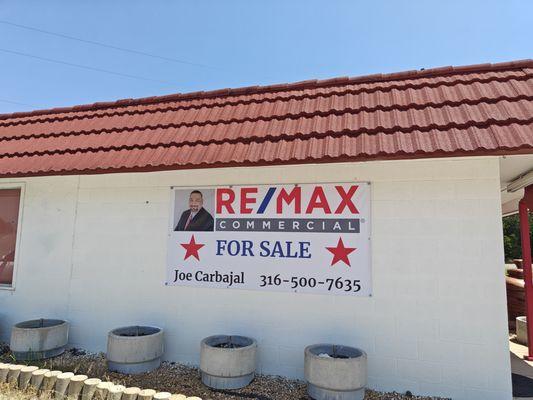 RE/MAX
COMMERCIAL
FOR SALE
Joe Carbajal 316-500-7635